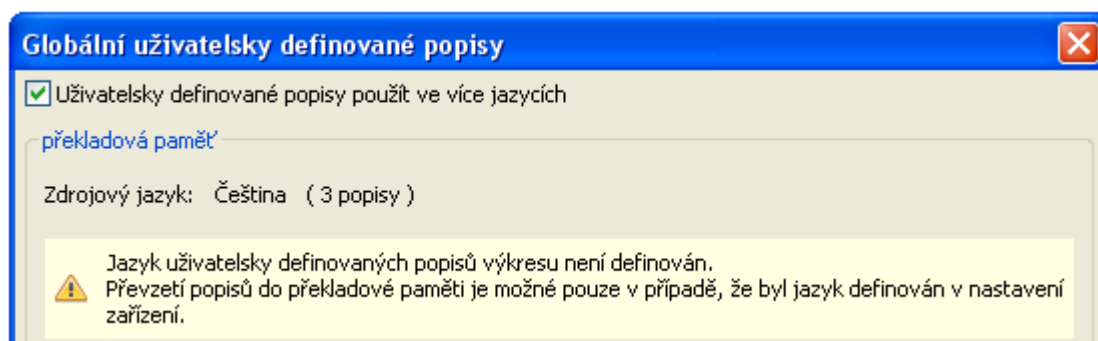 Globální uživatelsky definované popisy
Uživatelsky definované popisy použít ve více jazycích
překladová paměť
Zdrojový jazyk: Čeština ( 3 popisy )
Jazyk uživatelsky definovaných popisů výkresu není definován.
Převzetí popisů do překladové paměti je možné pouze v případě, že byl jazyk definován v nastavení
zařízení.